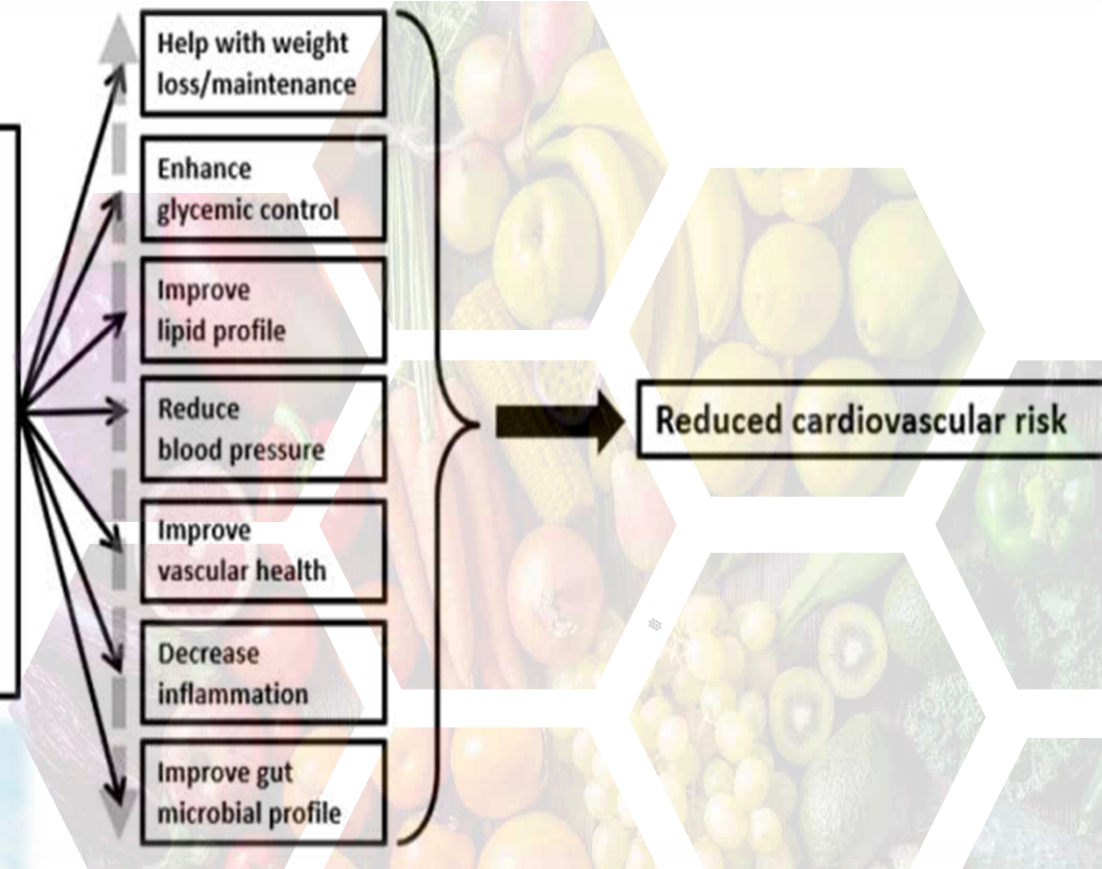 Help with weight
loss/maintenance
Enhance
glycemic control
Improve
lipid profile
Reduce
blood pressure
Improve
vascular health
Decrease
inflammation
Improve gut
microbial profile
Reduced cardiovascular risk